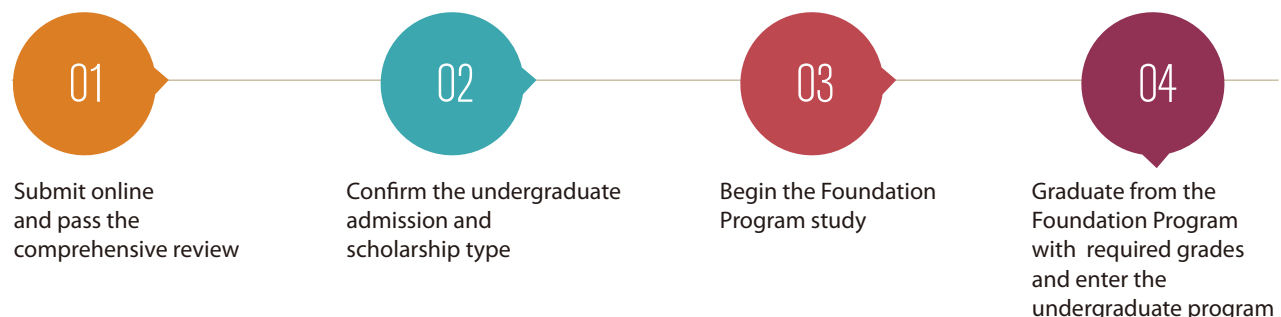 01
Submit online
and pass the
comprehensive review
02
Confirm the undergraduate
admission and
scholarship type
03
Begin the Foundation
Program study
04
Graduate from the
Foundation Program
with required grades
and enter the
undergraduate program